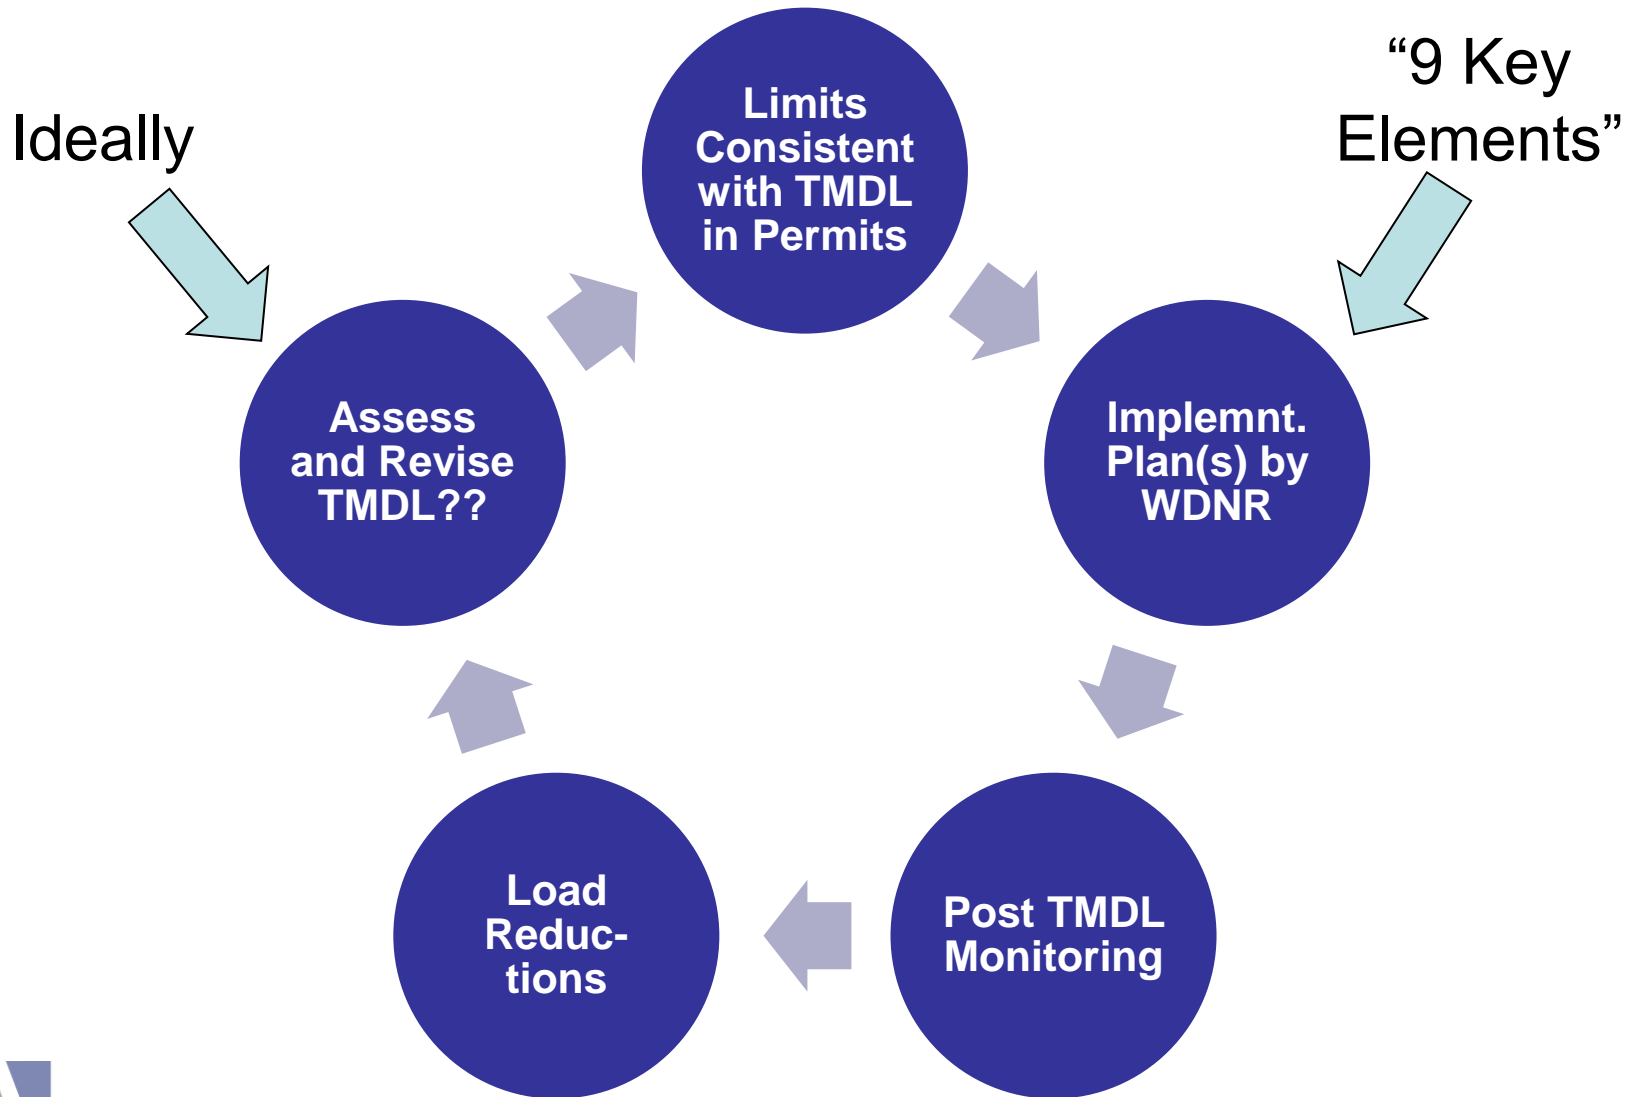 Ideally
“9 Key
Elements”
Limits
Consistent
with TMDL
in Permits
Implemnt.
Plan(s) by
WDNR
Post TMDL
Monitoring
Load
Reduc-
tions
Assess
and Revise
TMDL??